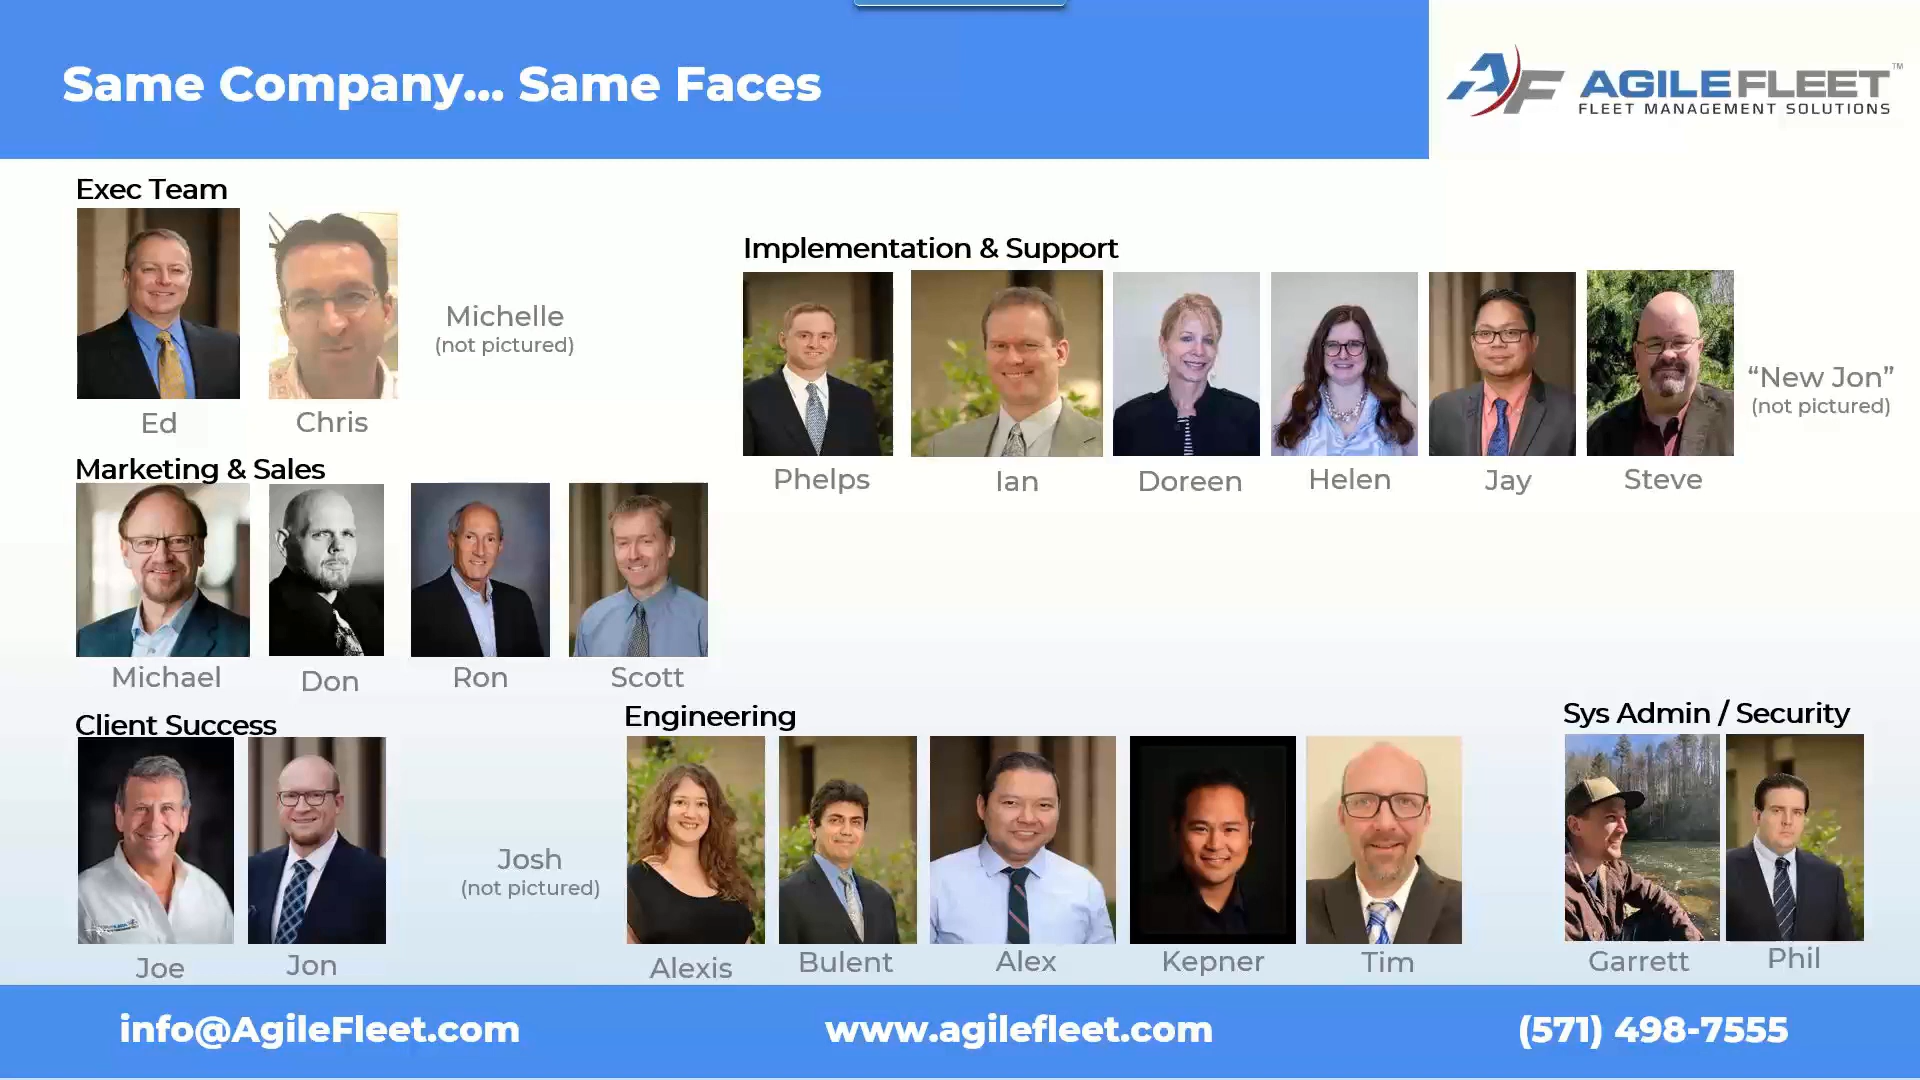 Same Company... Same Faces
AF AGILEFLEET™
FLEET MANAGEMENT SOLUTIONS
Exec Team
Ed
Chris
Michelle
(not pictured)
Implementation & Support
Phelps
Ian
Doreen
Helen
Jay
Steve
“New Jon”
(not pictured)
Marketing & Sales
Michael
Don
Ron
Scott
Client Success
Joe
Jon
Josh
(not pictured)
Engineering
Alexis
Bulent
Alex
Kepner
Tim
Sys Admin / Security
Garrett
Phil
info@AgileFleet.com
www.agilefleet.com
(571) 498-7555